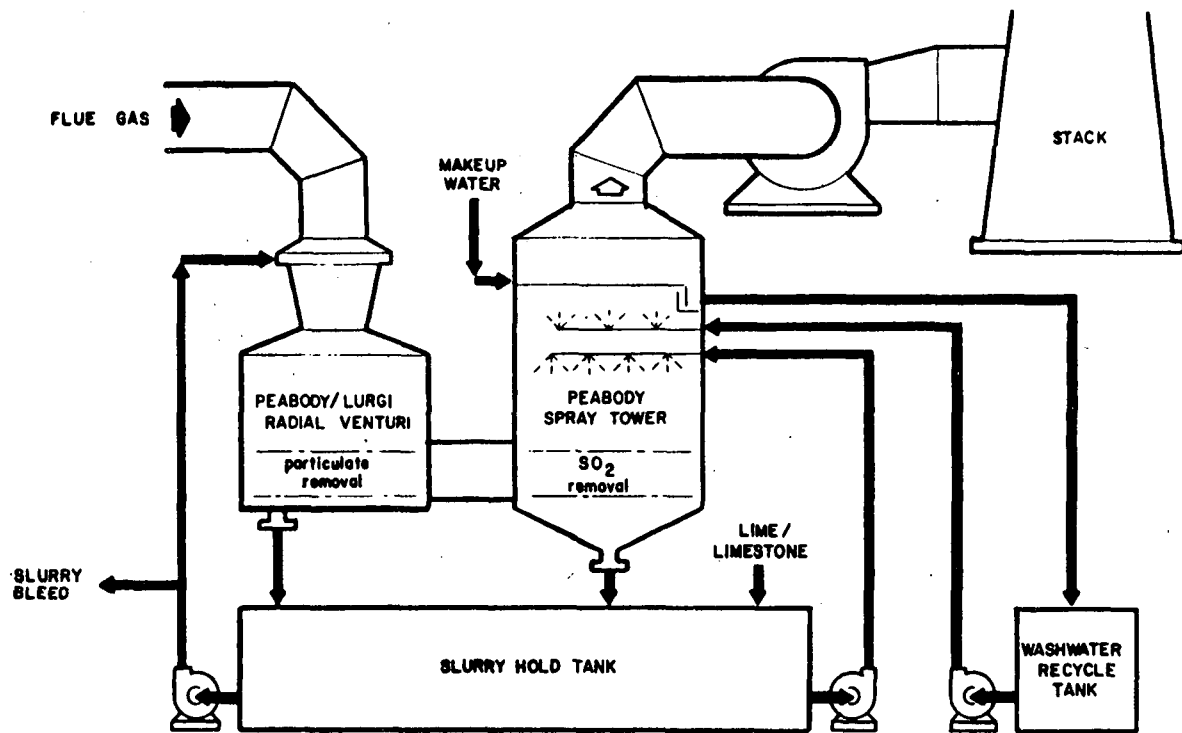 FLUE GAS
MAKEUP
WATER
STACK
PEABODY/LURGI
RADIAL VENTURI
particulate
removal
PEABODY
SPRAY TOWER
SO2
removal
LIME/
LIMESTONE
SLURRY
BLEED
SLURRY HOLD TANK
WASHWATER
RECYCLE
TANK